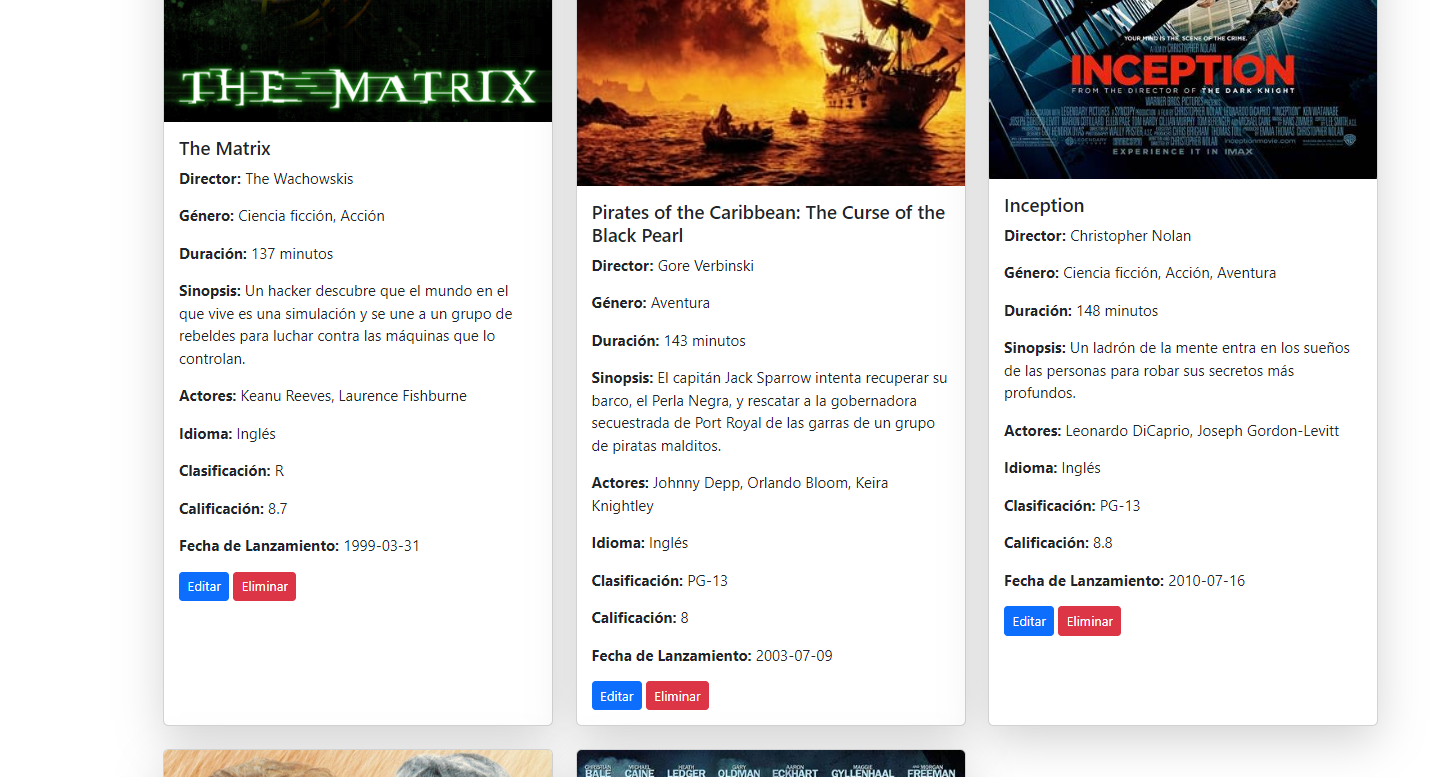 THE MATRIX
The Matrix
Director: The Wachowskis
Género: Ciencia ficción, Acción
Duración: 137 minutos
Sinopsis: Un hacker descubre que el mundo en el
que vive es una simulación y se une a un grupo de
rebeldes para luchar contra las máquinas que lo
controlan.
Actores: Keanu Reeves, Laurence Fishburne
Idioma: Inglés
Clasificación: R
Calificación: 8.7
Fecha de Lanzamiento: 1999-03-31
Editar Eliminar
Pirates of the Caribbean: The Curse of the
Black Pearl
Director: Gore Verbinski
Género: Aventura
Duración: 143 minutos
Sinopsis: El capitán Jack Sparrow intenta recuperar su
barco, el Perla Negra, y rescatar a la gobernadora
secuestrada de Port Royal de las garras de un grupo
de piratas malditos.
Actores: Johnny Depp, Orlando Bloom, Keira
Knightley
Idioma: Inglés
Clasificación: PG-13
Calificación: 8
Fecha de Lanzamiento: 2003-07-09
Editar Eliminar
YOUR MIND IS THE SCENE OF THE CRIME.
A FILM BY CHRISTOPHER NOLAN
INCEPTION
FROM THE DIRECTOR OF THE DARK KNIGHT
WARNER BROS. PICTURES
EXPERIENCE IT IN IMAX
Inception
Director: Christopher Nolan
Género: Ciencia ficción, Acción, Aventura
Duración: 148 minutos
Sinopsis: Un ladrón de la mente entra en los sueños
de las personas para robar sus secretos más
profundos.
Actores: Leonardo DiCaprio, Joseph Gordon-Levitt
Idioma: Inglés
Clasificación: PG-13
Calificación: 8.8
Fecha de Lanzamiento: 2010-07-16
Editar Eliminar
CHRISTIAN BALE MICHAEL CAINE HEATH LEDGER GARY OLDMAN AARON ECKHART MAGGIE GYLLENHAAL AND MORGAN FREEMAN